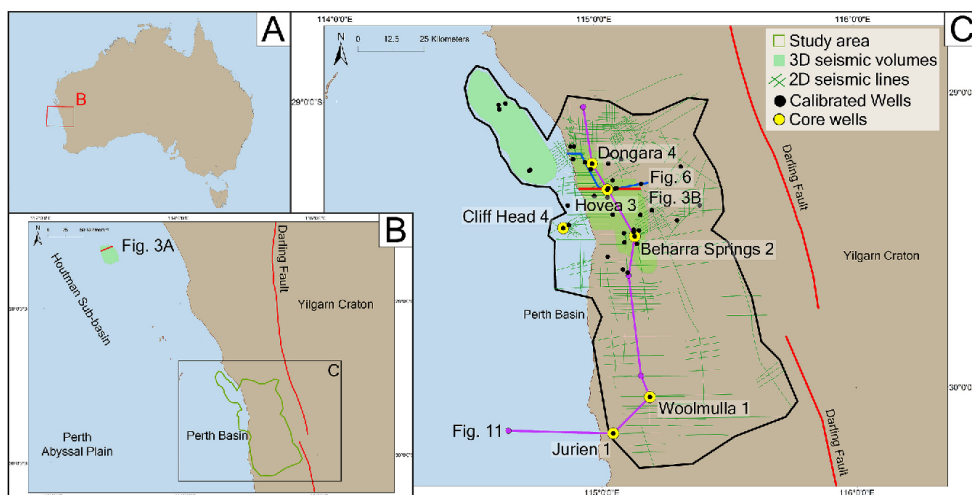 A
B
B
Fig. 3A
Houtman Sub-basin
Darling Fault
Yilgarn Craton
C
Perth Basin
Perth
Abyssal Plain
C
114°0'0"E
115°0'0"E
116°0'0"E
N
0 12.5 25 Kilometers
Study area
3D seismic volumes
2D seismic lines
Calibrated Wells
Core wells
29°0'0"S
Dongara 4
Fig. 6
Hovea 3
Fig. 3B
Cliff Head 4
Beharra Springs 2
Darling Fault
Yilgarn Craton
Perth Basin
30°0'0"
Woolmulla 1
Fig. 11
Jurien 1
Darling Fault
115°0'0"E
116°0'0"E